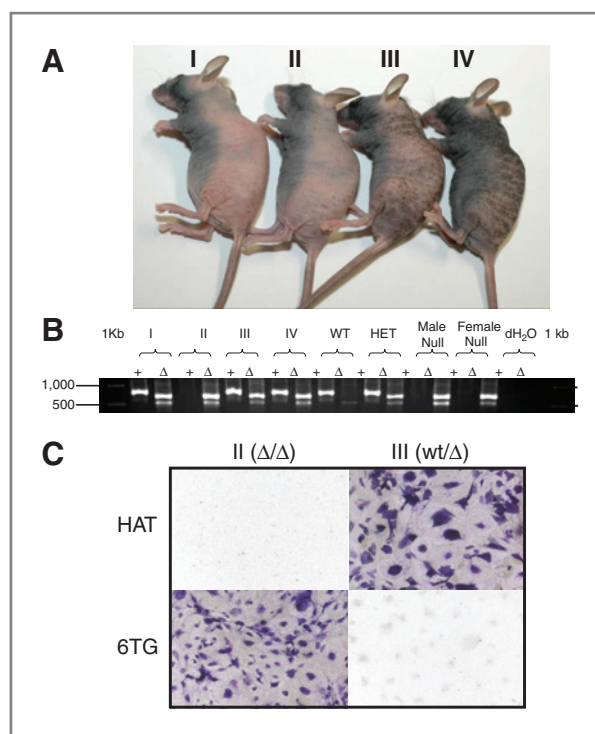 A
I II III IV
B
1Kb I II III IV WT HET Male Null Female Null dH₂O 1 kb
+ Δ + Δ + Δ + Δ + Δ + Δ + Δ + Δ + Δ
1,000
500
C
II (Δ/Δ) III (wt/Δ)
HAT
6TG